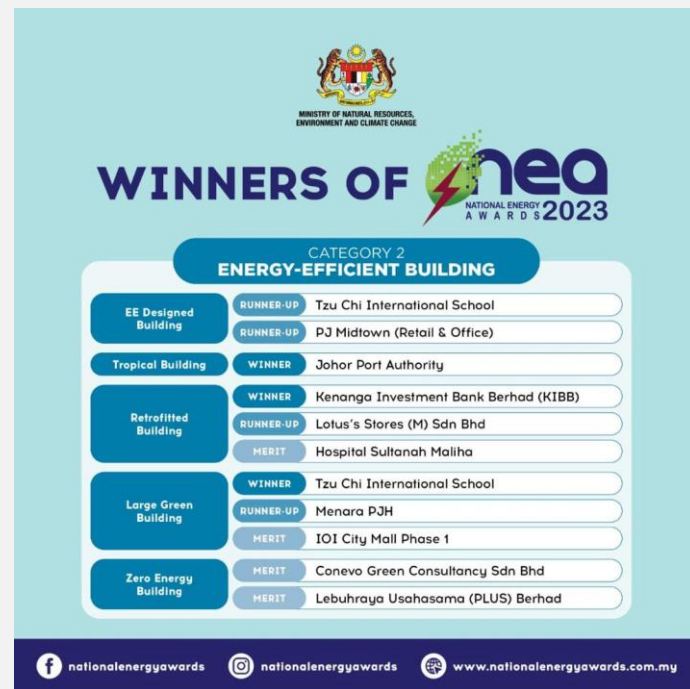 MINISTRY OF NATURAL RESOURCES,
ENVIRONMENT AND CLIMATE CHANGE
WINNERS OF nea
NATIONAL ENERGY
AWARDS 2023
CATEGORY 2
ENERGY-EFFICIENT BUILDING
EE Designed
Building
RUNNER-UP Tzu Chi International School
RUNNER-UP PJ Midtown (Retail & Office)
Tropical Building WINNER Johor Port Authority
Retrofitted
Building
WINNER Kenanga Investment Bank Berhad (KIBB)
RUNNER-UP Lotus's Stores (M) Sdn Bhd
MERIT Hospital Sultanah Maliha
Large Green
Building
WINNER Tzu Chi International School
RUNNER-UP Menara PJH
MERIT IOI City Mall Phase 1
Zero Energy
Building
MERIT Conevo Green Consultancy Sdn Bhd
MERIT Lebuhraya Usahasama (PLUS) Berhad
nationalenergyawards nationalenergyawards www.nationalenergyawards.com.my